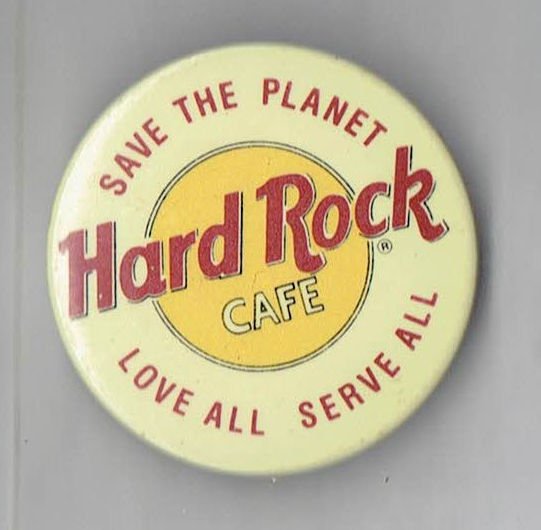 SAVE THE PLANET
Hard Rock
®
CAFE
LOVE ALL SERVE ALL